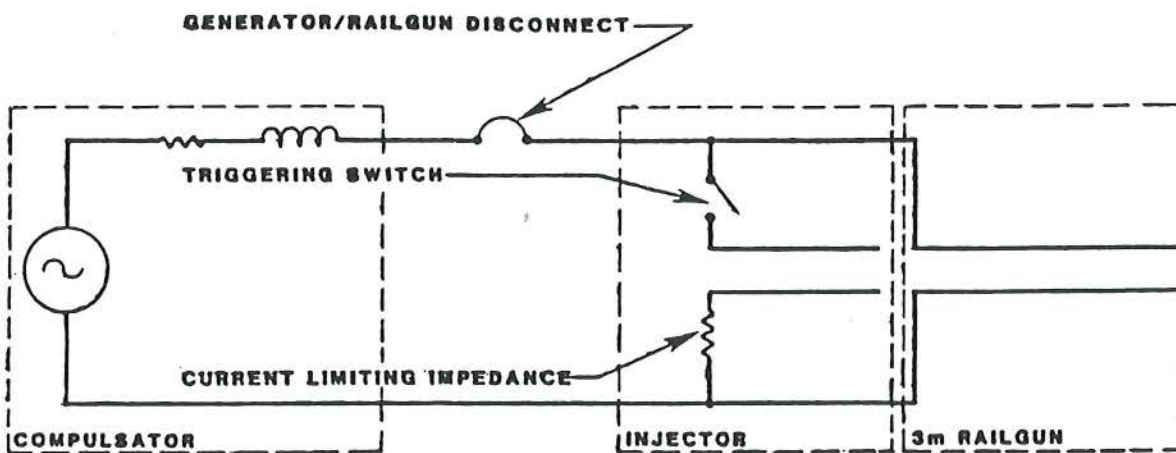 GENERATOR/RAILGUN DISCONNECT
TRIGGERING SWITCH
CURRENT LIMITING IMPEDANCE
COMPULSATOR
INJECTOR
3m RAILGUN